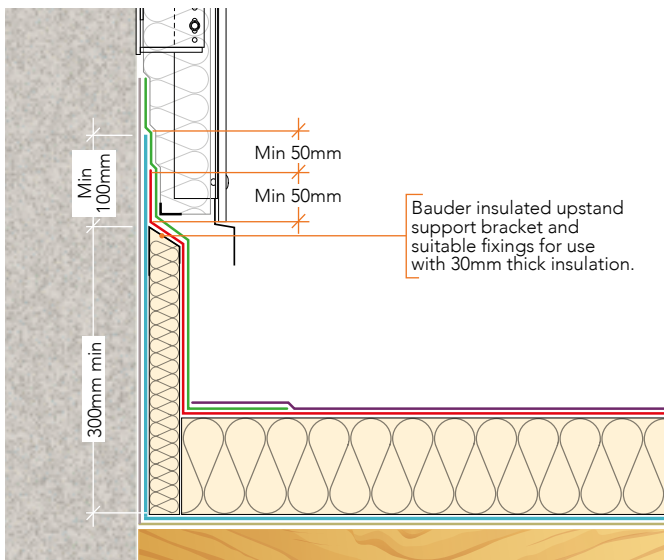 Min 50mm
Min
100mm
Min 50mm
Bauder insulated upstand
support bracket and
suitable fixings for use
with 30mm thick insulation.
300mm min